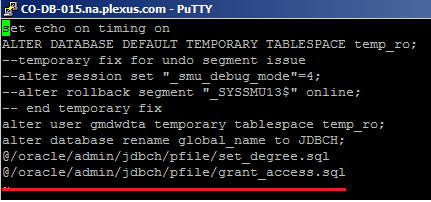 CO-DB-015.na.plexus.com - PuTTY
set echo on timing on
ALTER DATABASE DEFAULT TEMPORARY TABLESPACE temp_ro;
--temporary fix for undo segment issue
--alter session set "_smu_debug_mode"=4;
--alter rollback segment "_SYSSMU13$" online;
-- end temporary fix
alter user gmdwdta temporary tablespace temp_ro;
alter database rename global_name to JDBCH;
@/oracle/admin/jdbch/pfile/set_degree.sql
@/oracle/admin/jdbch/pfile/grant_access.sql
~